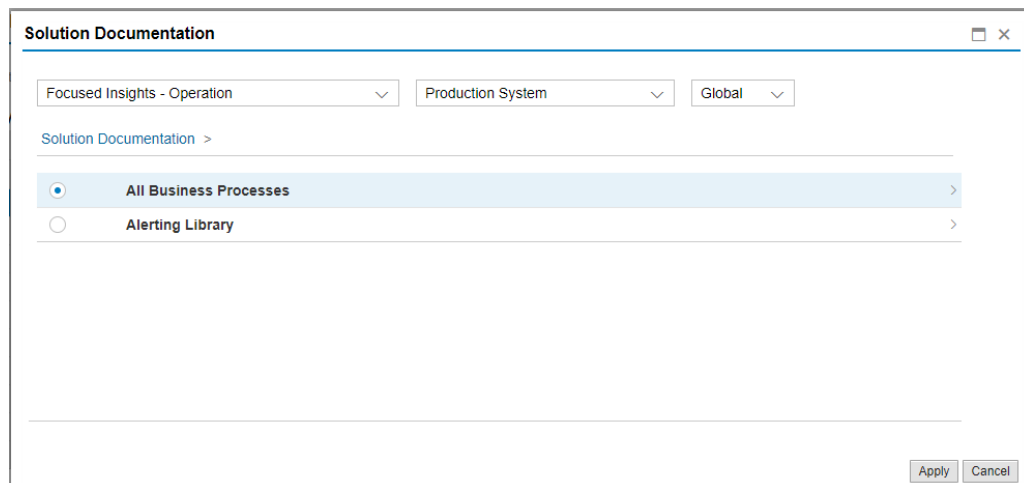 Solution Documentation
Focused Insights - Operation Production System Global
Solution Documentation >
All Business Processes
Alerting Library
Apply Cancel